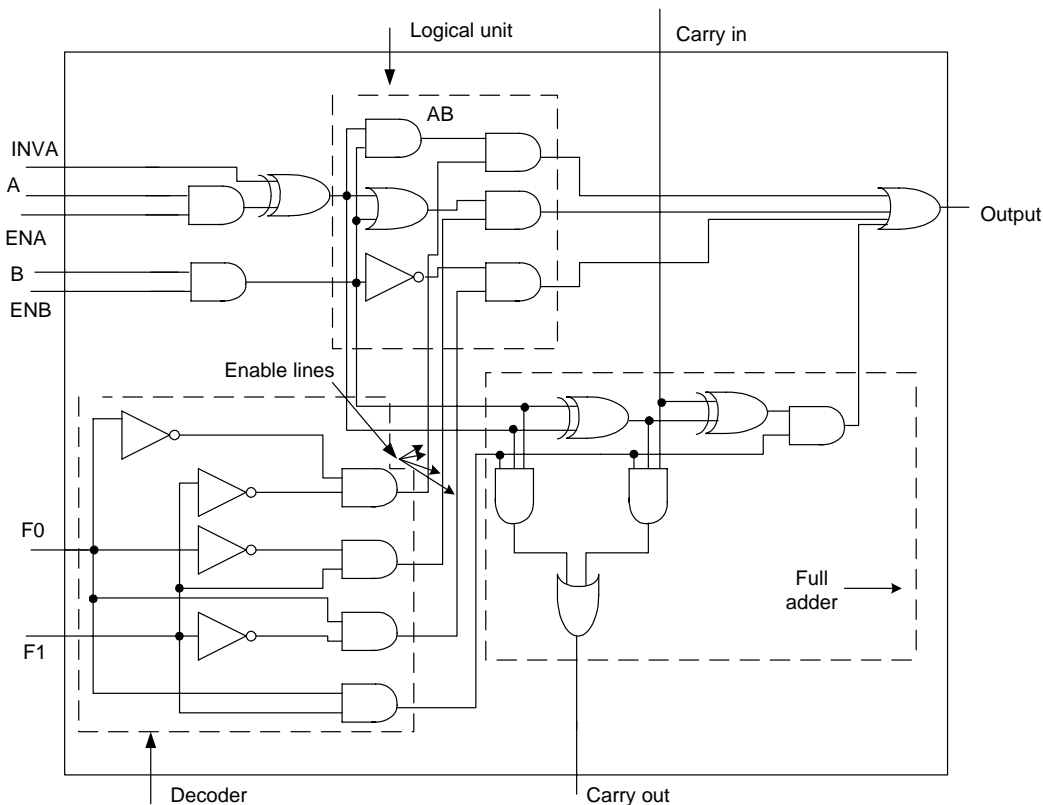 Logical unit
Carry in
AB
INVA
A
ENA
B
ENB
Output
Enable lines
F0
F1
Full
adder
Decoder
Carry out